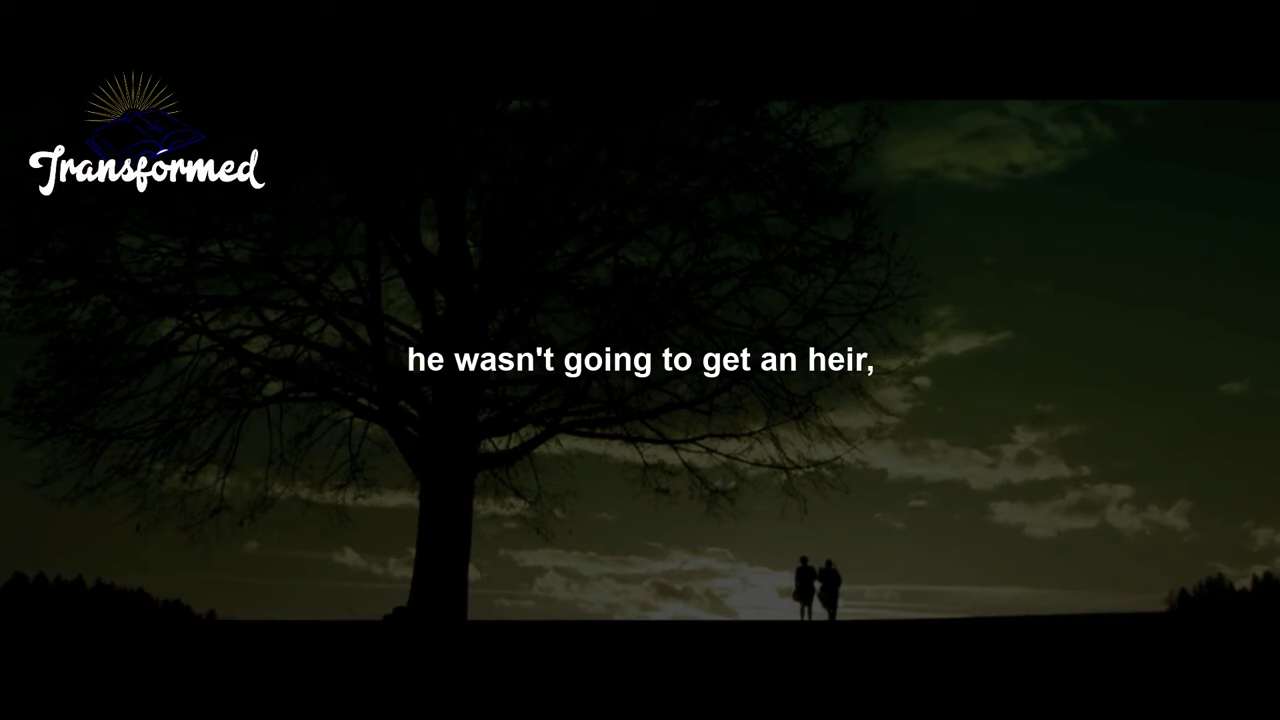 Transformed
he wasn't going to get an heir,